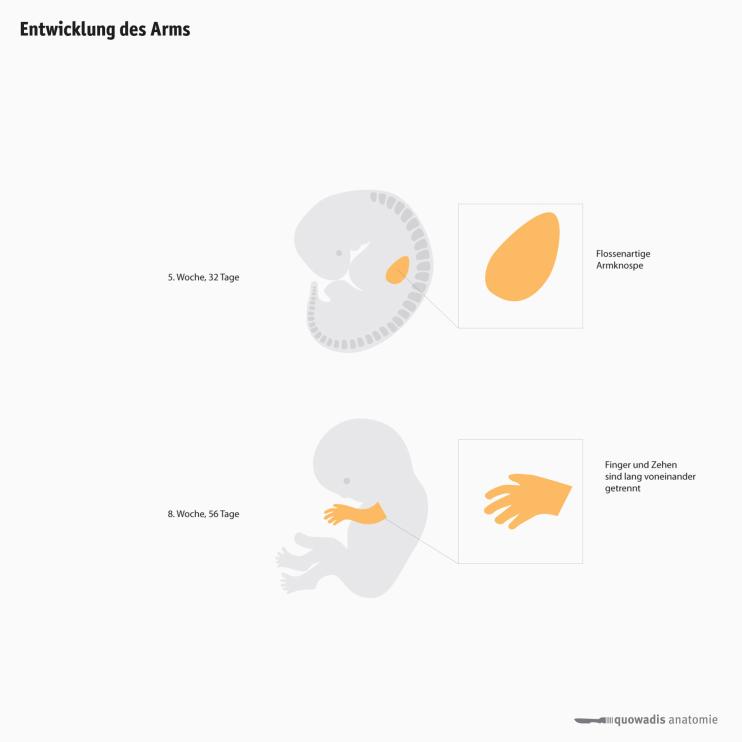 Entwicklung des Arms
5. Woche, 32 Tage
Flossenartige
Armknospe
8. Woche, 56 Tage
Finger und Zehen
sind lang voneinander
getrennt
quowadis anatomie